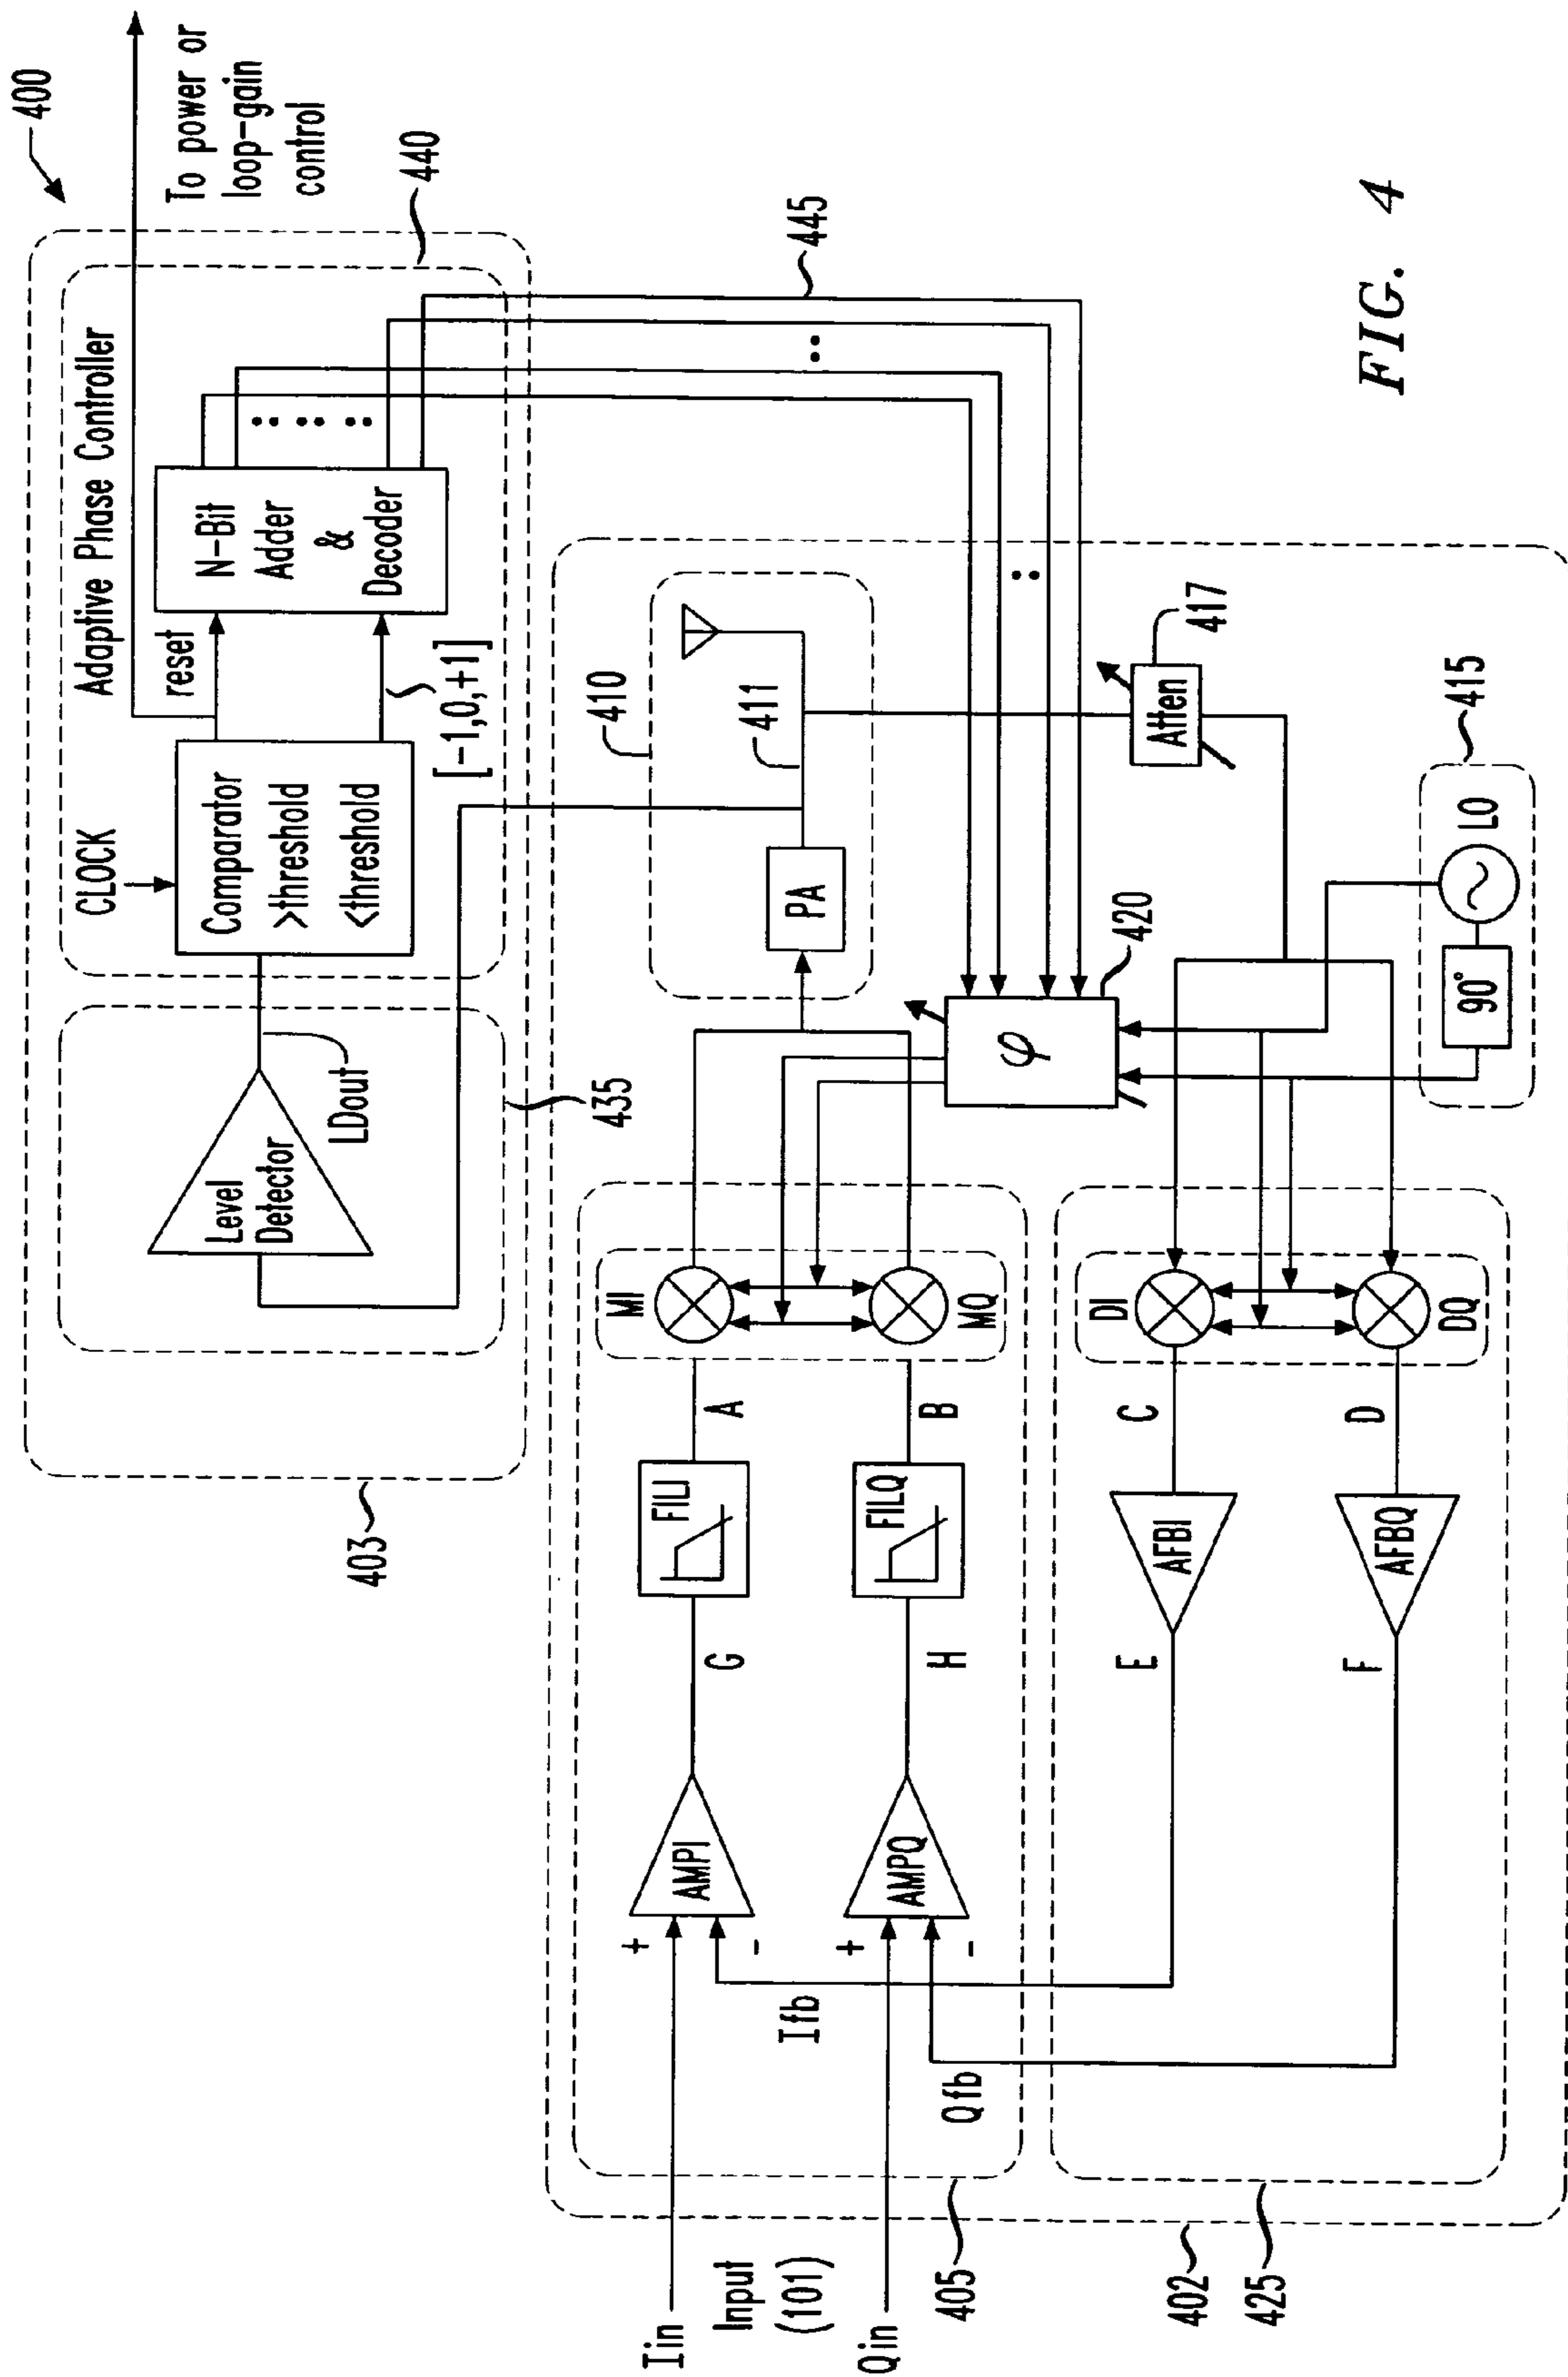 400
To power or
loop-gain
control
Adaptive Phase Controller
440
CLOCK
Comparator
>threshold
<threshold
reset
[-1,0,+1]
N-Bit
Adder
&
Decoder
445
Level
Detector
LDout
435
403
410
411
PA
φ
420
Atten
417
415
LO
90°
Iin
Input
(101)
Qin
+
-
AMPI
G
FILI
A
MI
Ifb
+
-
AMPQ
H
FILQ
B
MQ
Qfb
405
E
AFBI
C
DI
F
AFBQ
D
DQ
402
425
FIG. 4